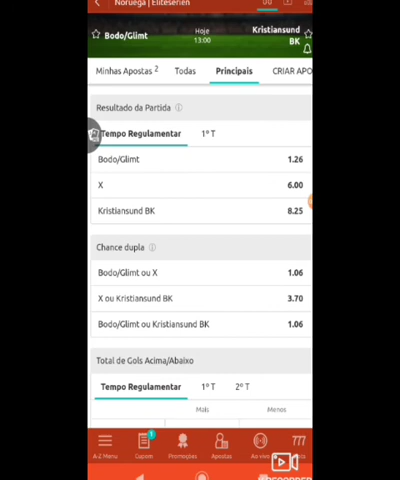 Noruega | Eliteserien
Bodo/Glimt
Hoje
13:00
Kristiansund
BK
Minhas Apostas 2
Todas
Principais
CRIAR APO
Resultado da Partida
Tempo Regulamentar
1º T
Bodo/Glimt 1.26
X 6.00
Kristiansund BK 8.25
Chance dupla
Bodo/Glimt ou X 1.06
X ou Kristiansund BK 3.70
Bodo/Glimt ou Kristiansund BK 1.06
Total de Gols Acima/Abaixo
Tempo Regulamentar
1º T
2º T
Mais
Menos
1
777
A-Z Menu
Cupom
Promoções
Apostas
Ao vivo